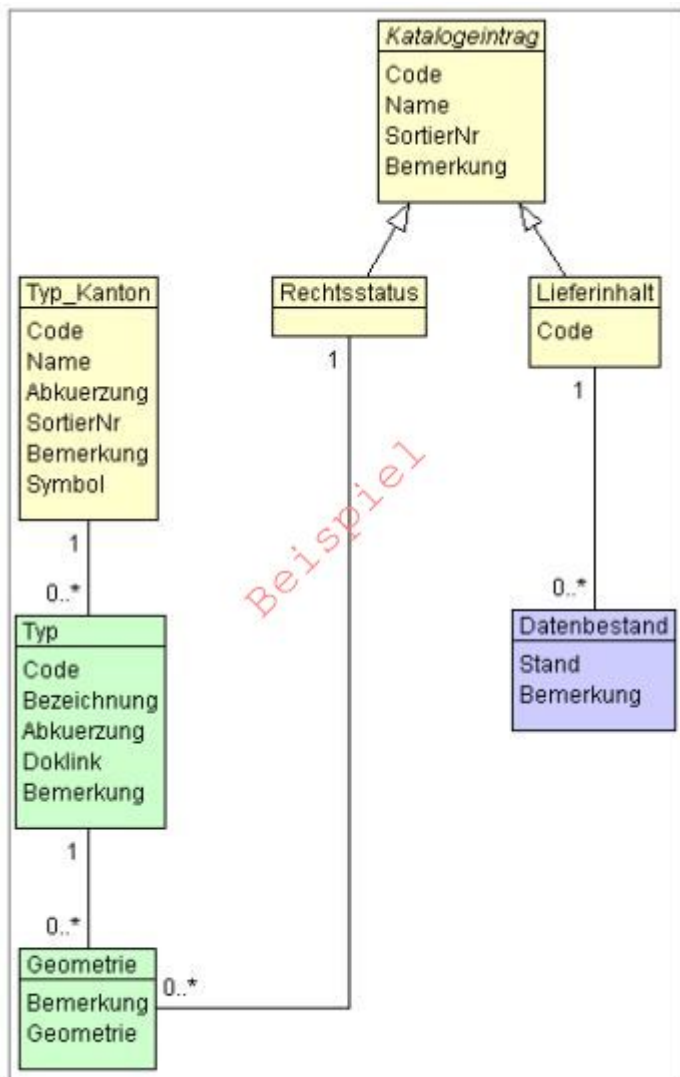 Katalogeintrag
Code
Name
SortierNr
Bemerkung
Typ_Kanton
Code
Name
Abkuerzung
SortierNr
Bemerkung
Symbol
Rechtsstatus
1
Lieferinhalt
Code
1
Beispiel
1
0..*
Typ
Code
Bezeichnung
Abkuerzung
Doklink
Bemerkung
0..*
Datenbestand
Stand
Bemerkung
1
0..*
Geometrie
Bemerkung
Geometrie
0..*